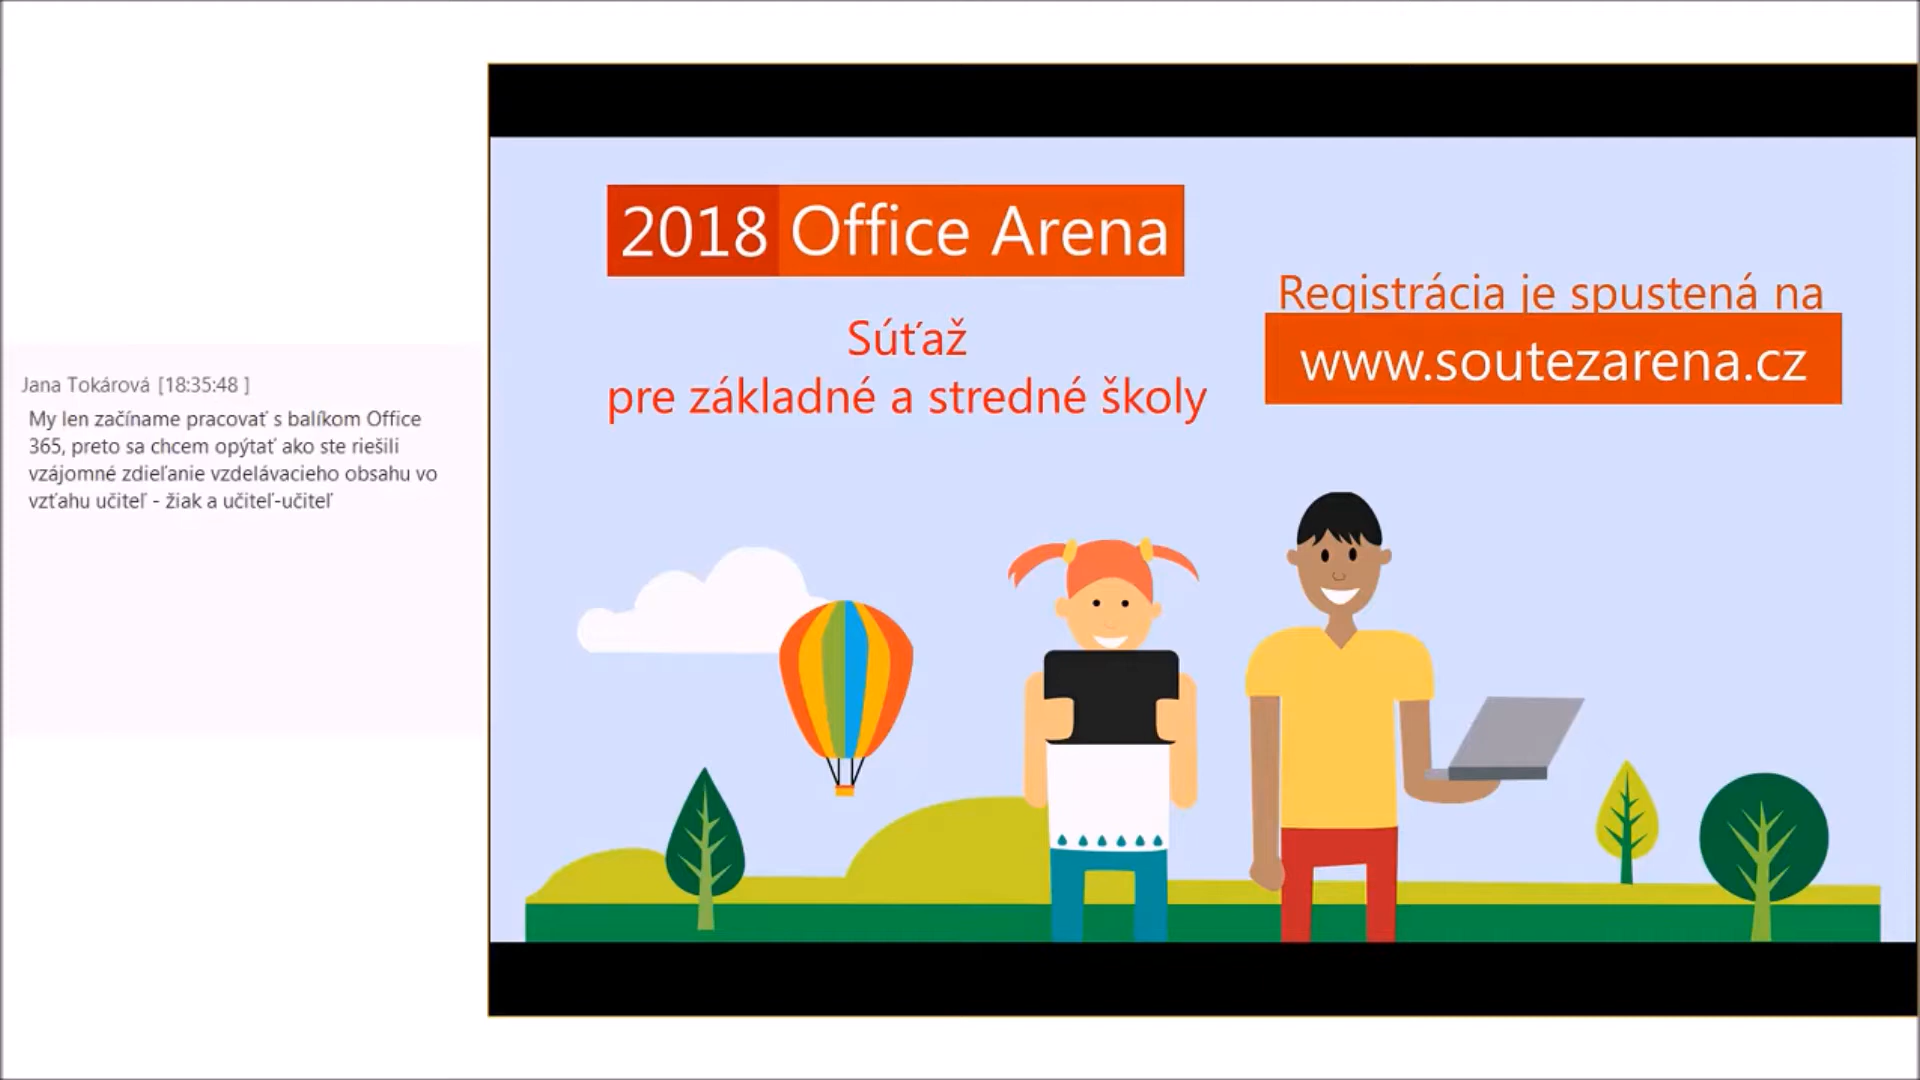 Jana Tokárová [18:35:48 ]
My len začíname pracovať s balíkom Office
365, preto sa chcem opýtať ako ste riešili
vzájomné zdieľanie vzdelávacieho obsahu vo
vzťahu učiteľ - žiak a učiteľ-učiteľ
2018 Office Arena
Súťaž
pre základné a stredné školy
Registrácia je spustená na
www.soutezarena.cz